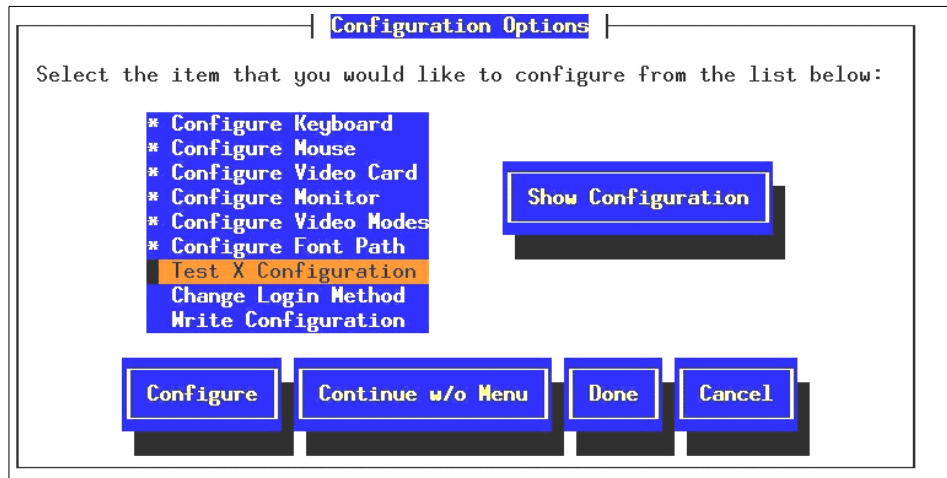 Configuration Options
Select the item that you would like to configure from the list below:
* Configure Keyboard
* Configure Mouse
* Configure Video Card
* Configure Monitor
* Configure Video Modes
* Configure Font Path
Test X Configuration
Change Login Method
Write Configuration
Show Configuration
Configure
Continue w/o Menu
Done
Cancel